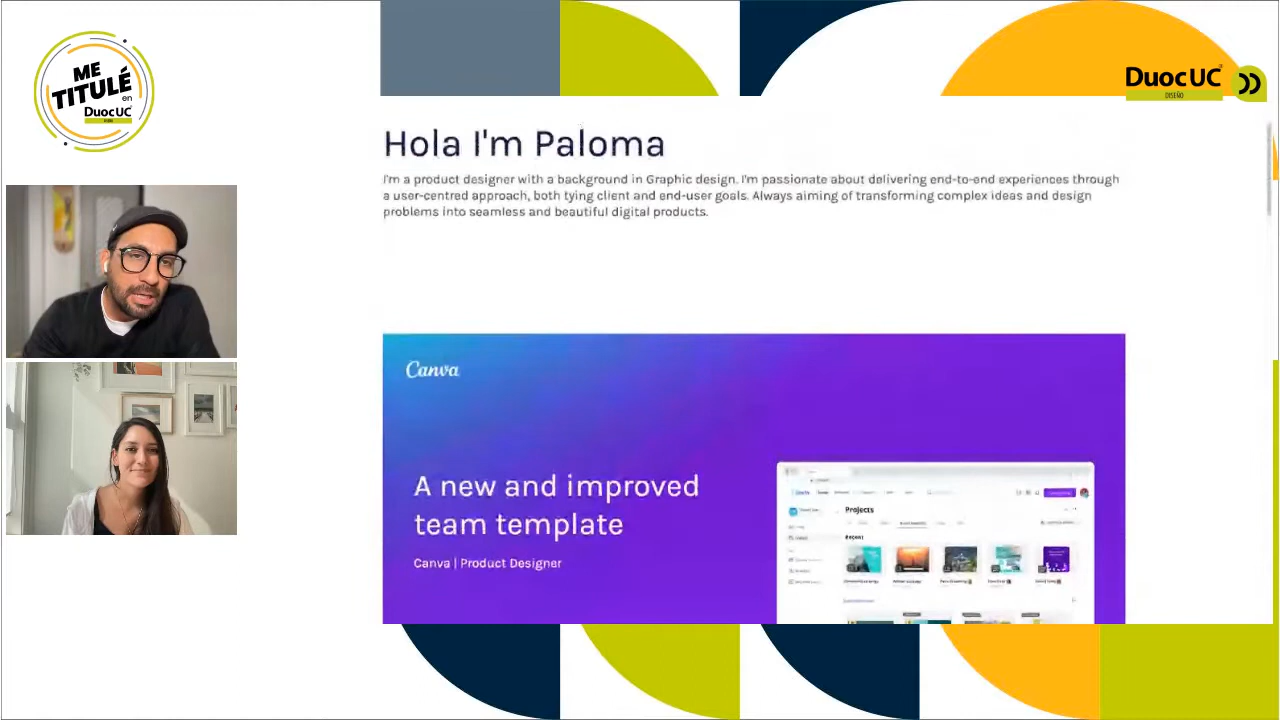 ME
TITULÉ
en
DuocUC
DuocUC
DISEÑO
Hola I'm Paloma
I'm a product designer with a background in Graphic design. I'm passionate about delivering end-to-end experiences through
a user-centred approach, both tying client and end-user goals. Always aiming of transforming complex ideas and design
problems into seamless and beautiful digital products.
Canva
A new and improved
team template
Canva | Product Designer
Projects
Recent